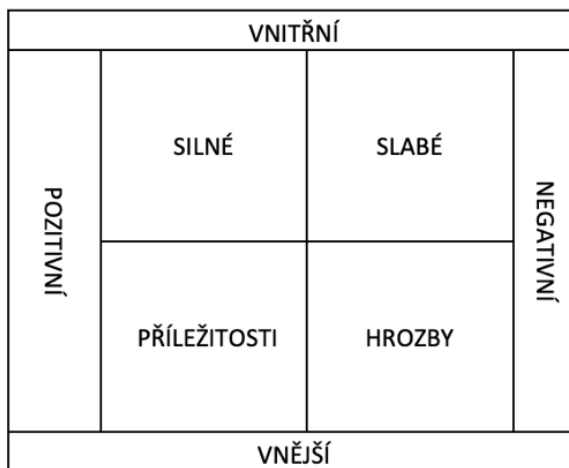 VNITŘNÍ
POZITIVNÍ
SILNÉ
SLABÉ
NEGATIVNÍ
PŘÍLEŽITOSTI
HROZBY
VNĚJŠÍ